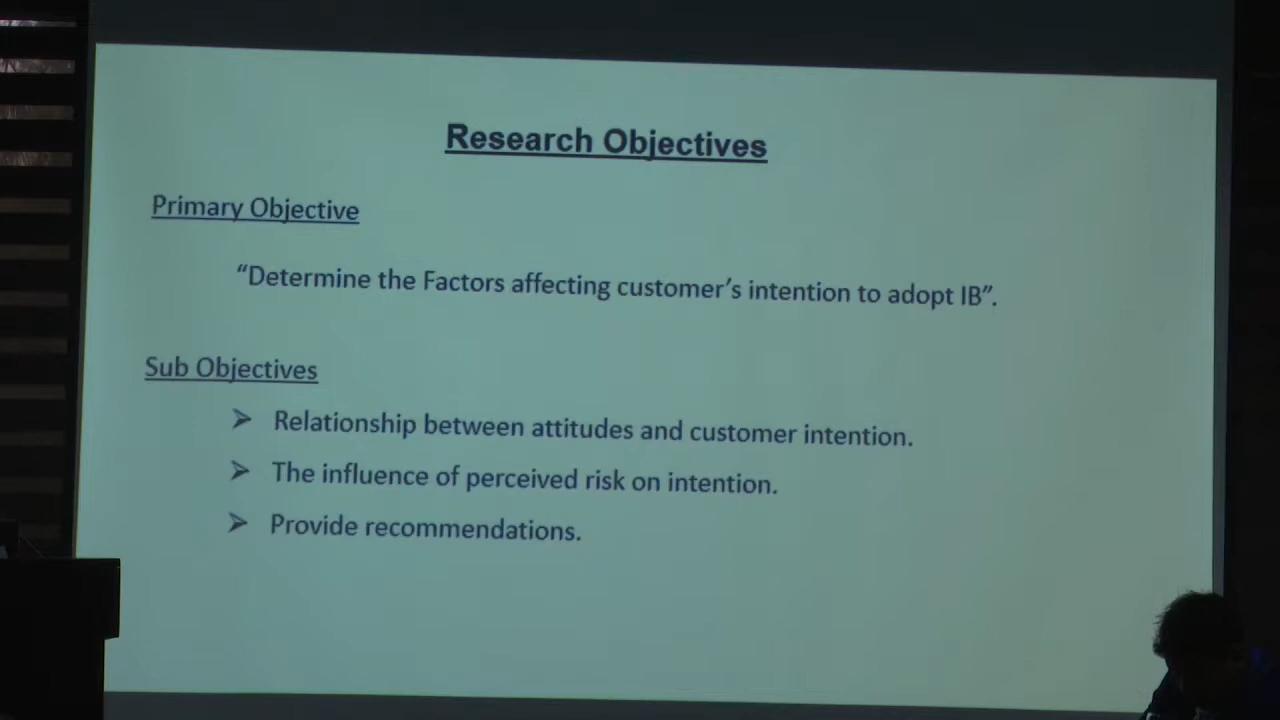 Research Objectives
Primary Objective
“Determine the Factors affecting customer’s intention to adopt IB”.
Sub Objectives
➢ Relationship between attitudes and customer intention.
➢ The influence of perceived risk on intention.
➢ Provide recommendations.